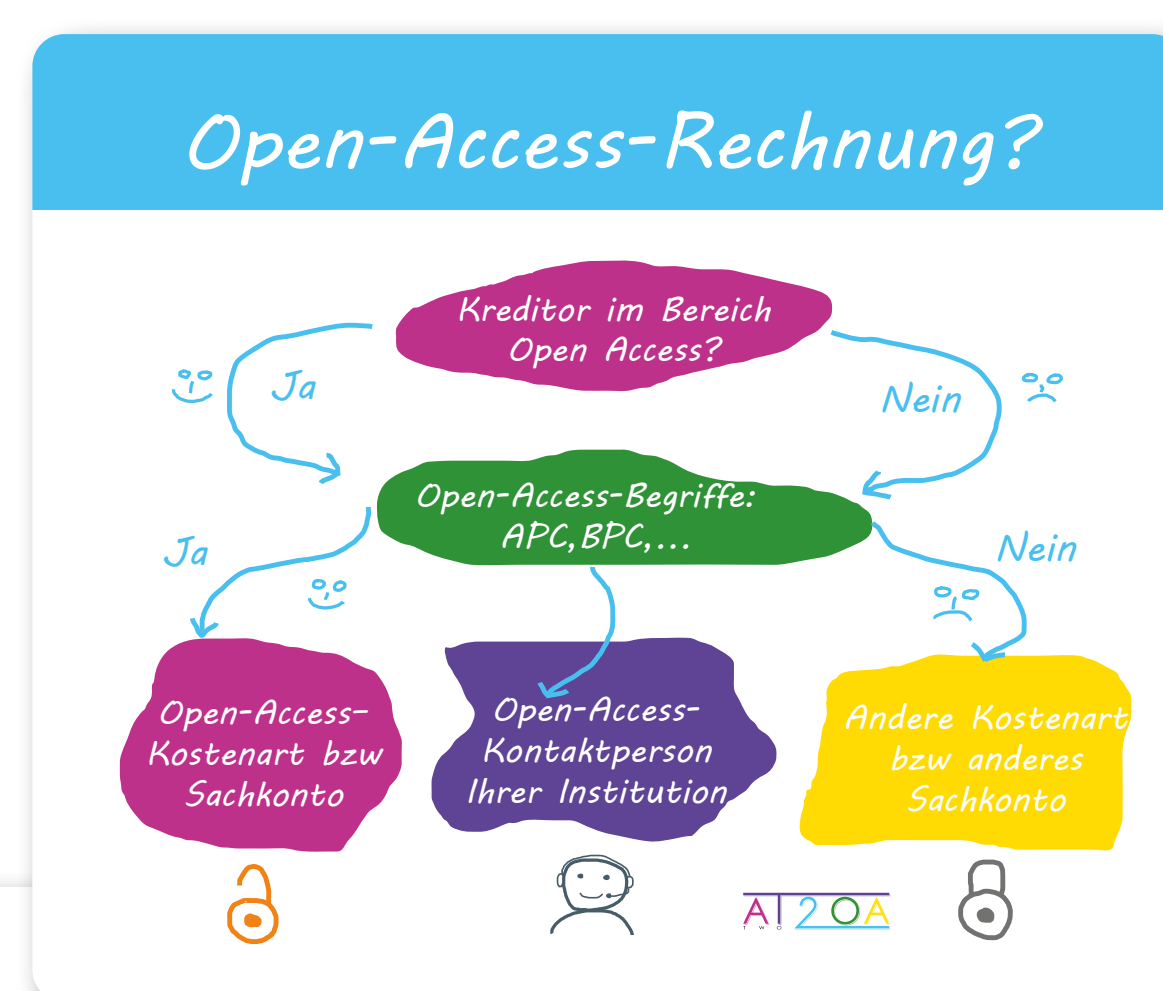 Open-Access-Rechnung?
Kreditor im Bereich
Open Access?
Ja
Nein
Open-Access-Begriffe:
APC, BPC,...
Ja
Nein
Open-Access-
Kostenart bzw
Sachkonto
Open-Access-
Kontaktperson
Ihrer Institution
Andere Kostenart
bzw anderes
Sachkonto
AT2OA
TWO